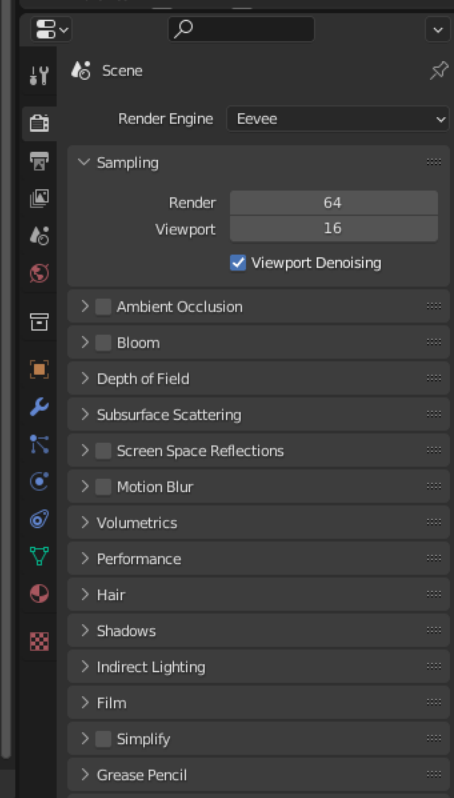 Scene
Render Engine Eevee
Sampling
Render 64
Viewport 16
Viewport Denoising
Ambient Occlusion
Bloom
Depth of Field
Subsurface Scattering
Screen Space Reflections
Motion Blur
Volumetrics
Performance
Hair
Shadows
Indirect Lighting
Film
Simplify
Grease Pencil